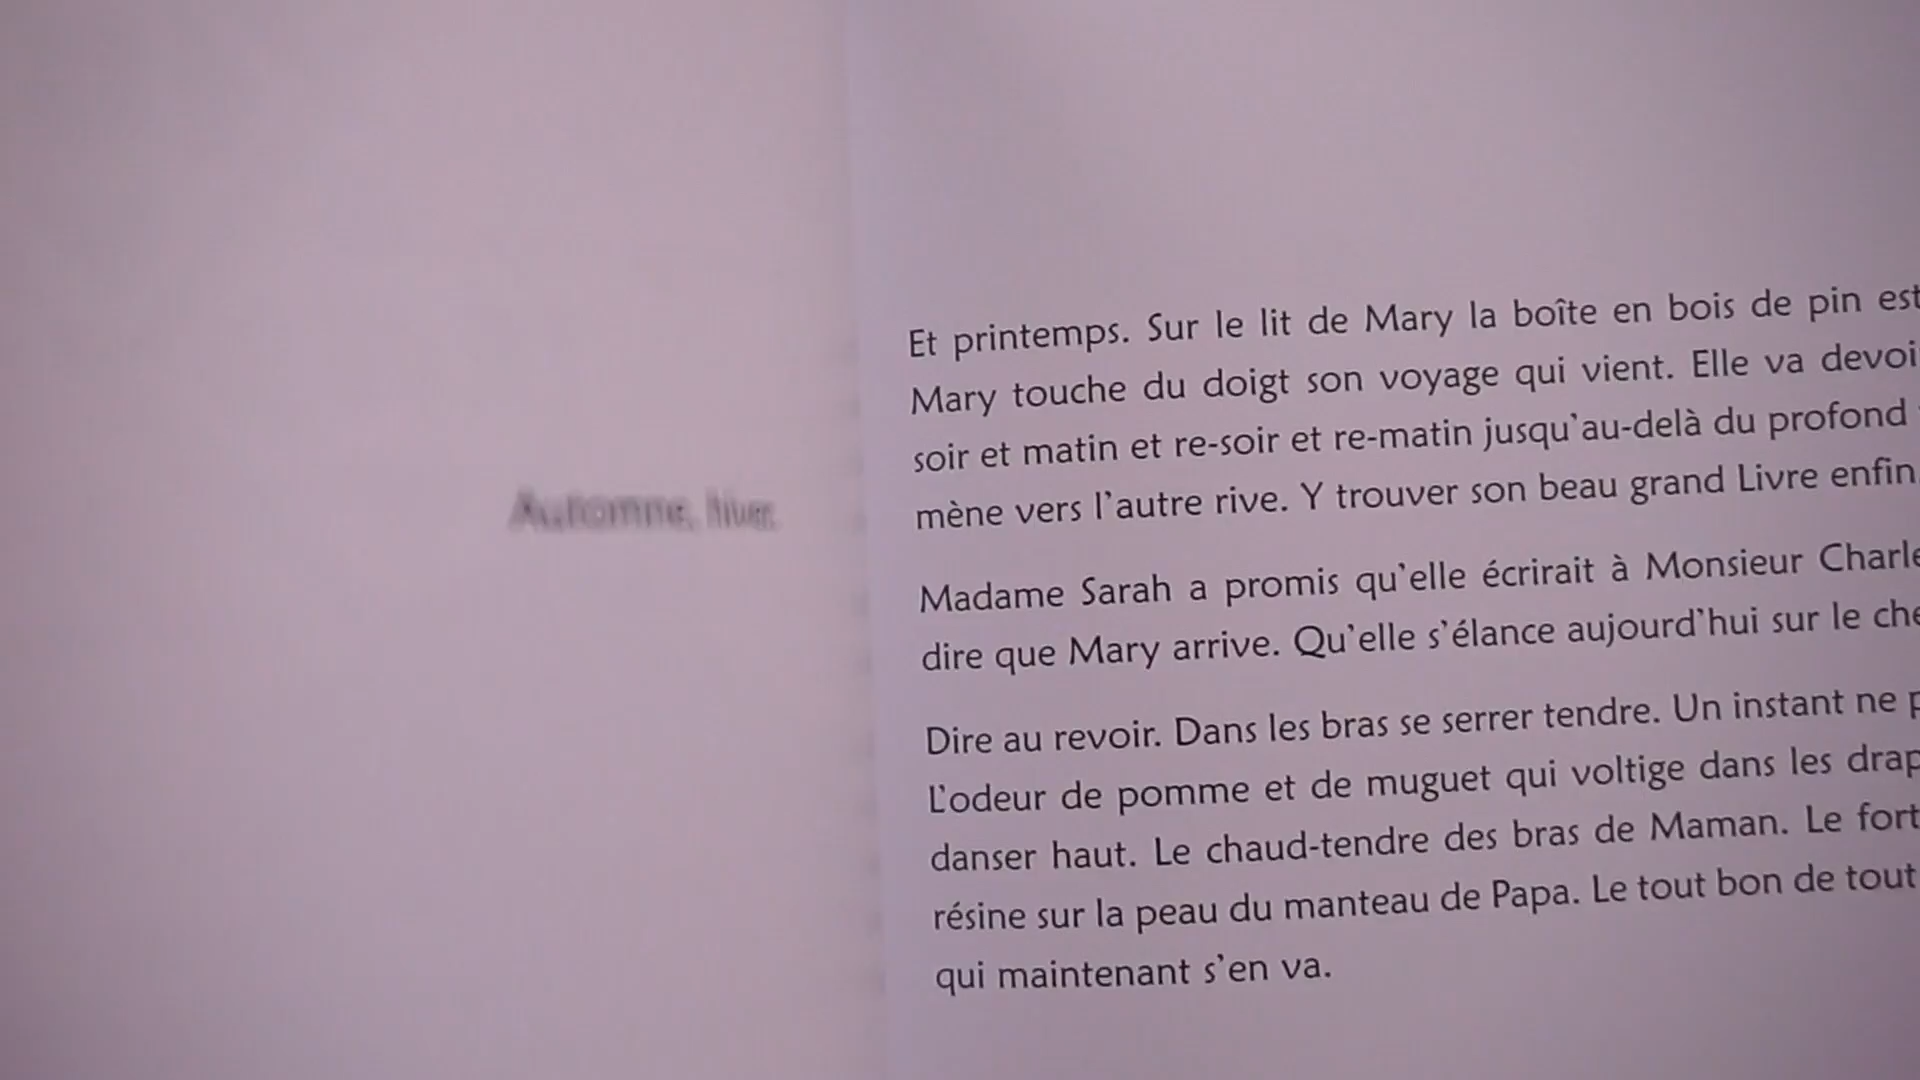 Automne, hiver.
Et printemps. Sur le lit de Mary la boîte en bois de pin est
Mary touche du doigt son voyage qui vient. Elle va devoi
soir et matin et re-soir et re-matin jusqu'au-delà du profond
mène vers l'autre rive. Y trouver son beau grand Livre enfin.
Madame Sarah a promis qu'elle écrirait à Monsieur Charle
dire que Mary arrive. Qu'elle s'élance aujourd'hui sur le che
Dire au revoir. Dans les bras se serrer tendre. Un instant ne p
L'odeur de pomme et de muguet qui voltige dans les drap
danser haut. Le chaud-tendre des bras de Maman. Le fort
résine sur la peau du manteau de Papa. Le tout bon de tout
qui maintenant s'en va.